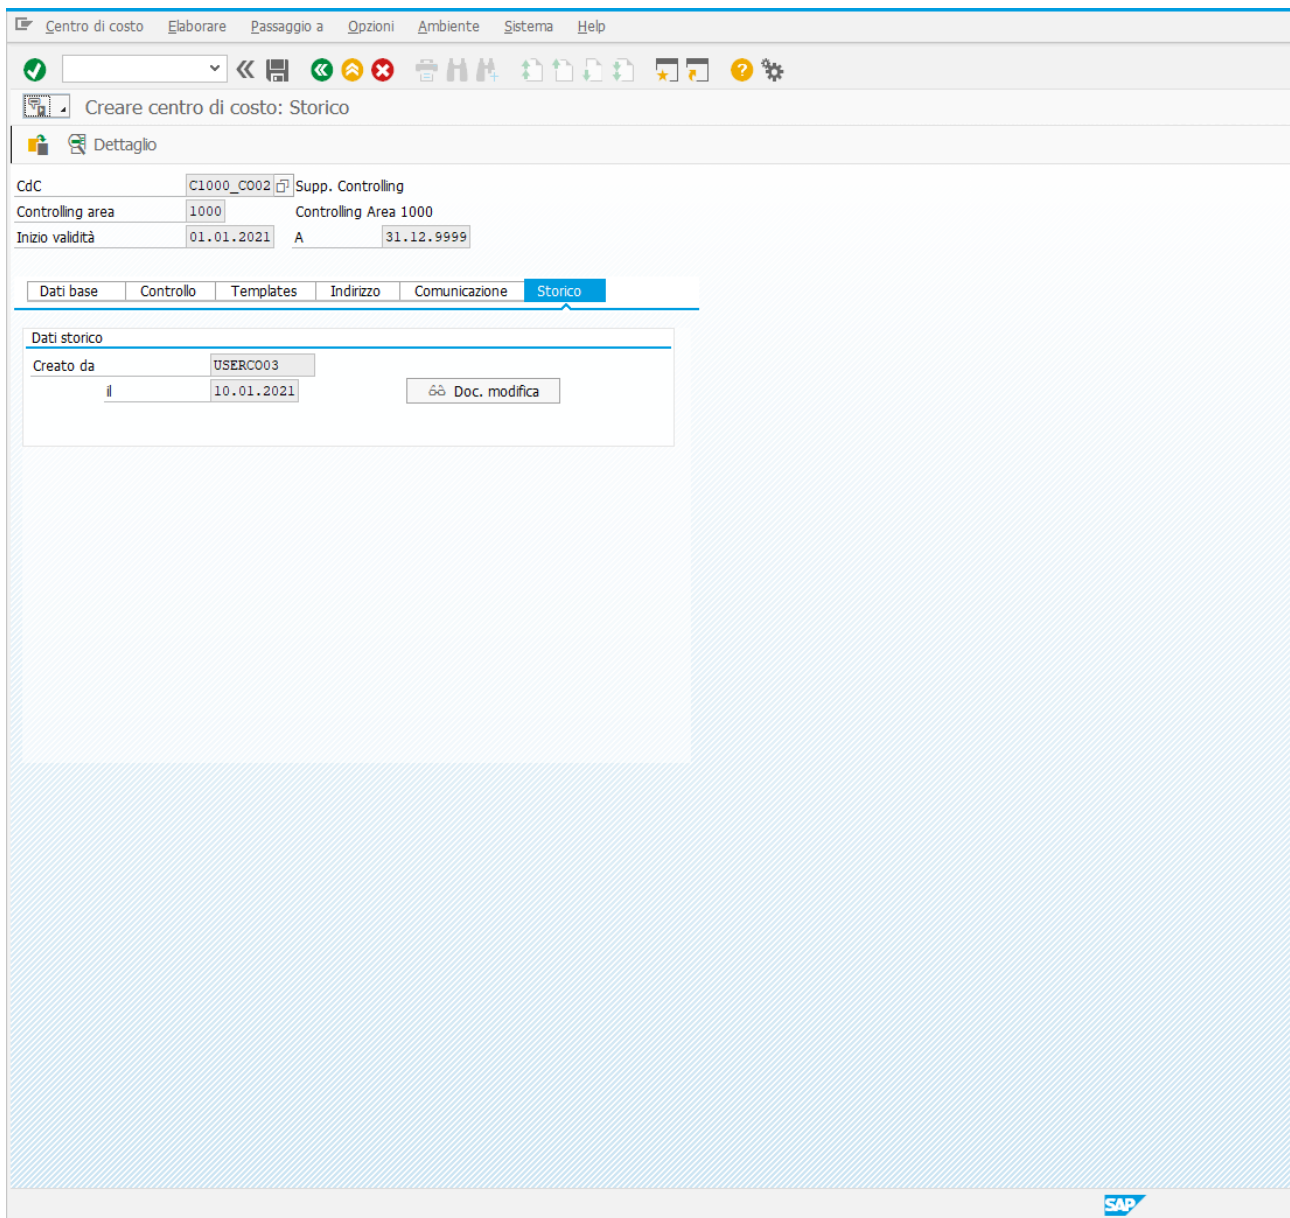 Centro di costo Elaborare Passaggio a Opzioni Ambiente Sistema Help
Creare centro di costo: Storico
Dettaglio
CdC C1000_CO02 Supp. Controlling
Controlling area 1000 Controlling Area 1000
Inizio validità 01.01.2021 A 31.12.9999
Dati base Controllo Templates Indirizzo Comunicazione Storico
Dati storico
Creato da USERCO03
il 10.01.2021 Doc. modifica
SAP